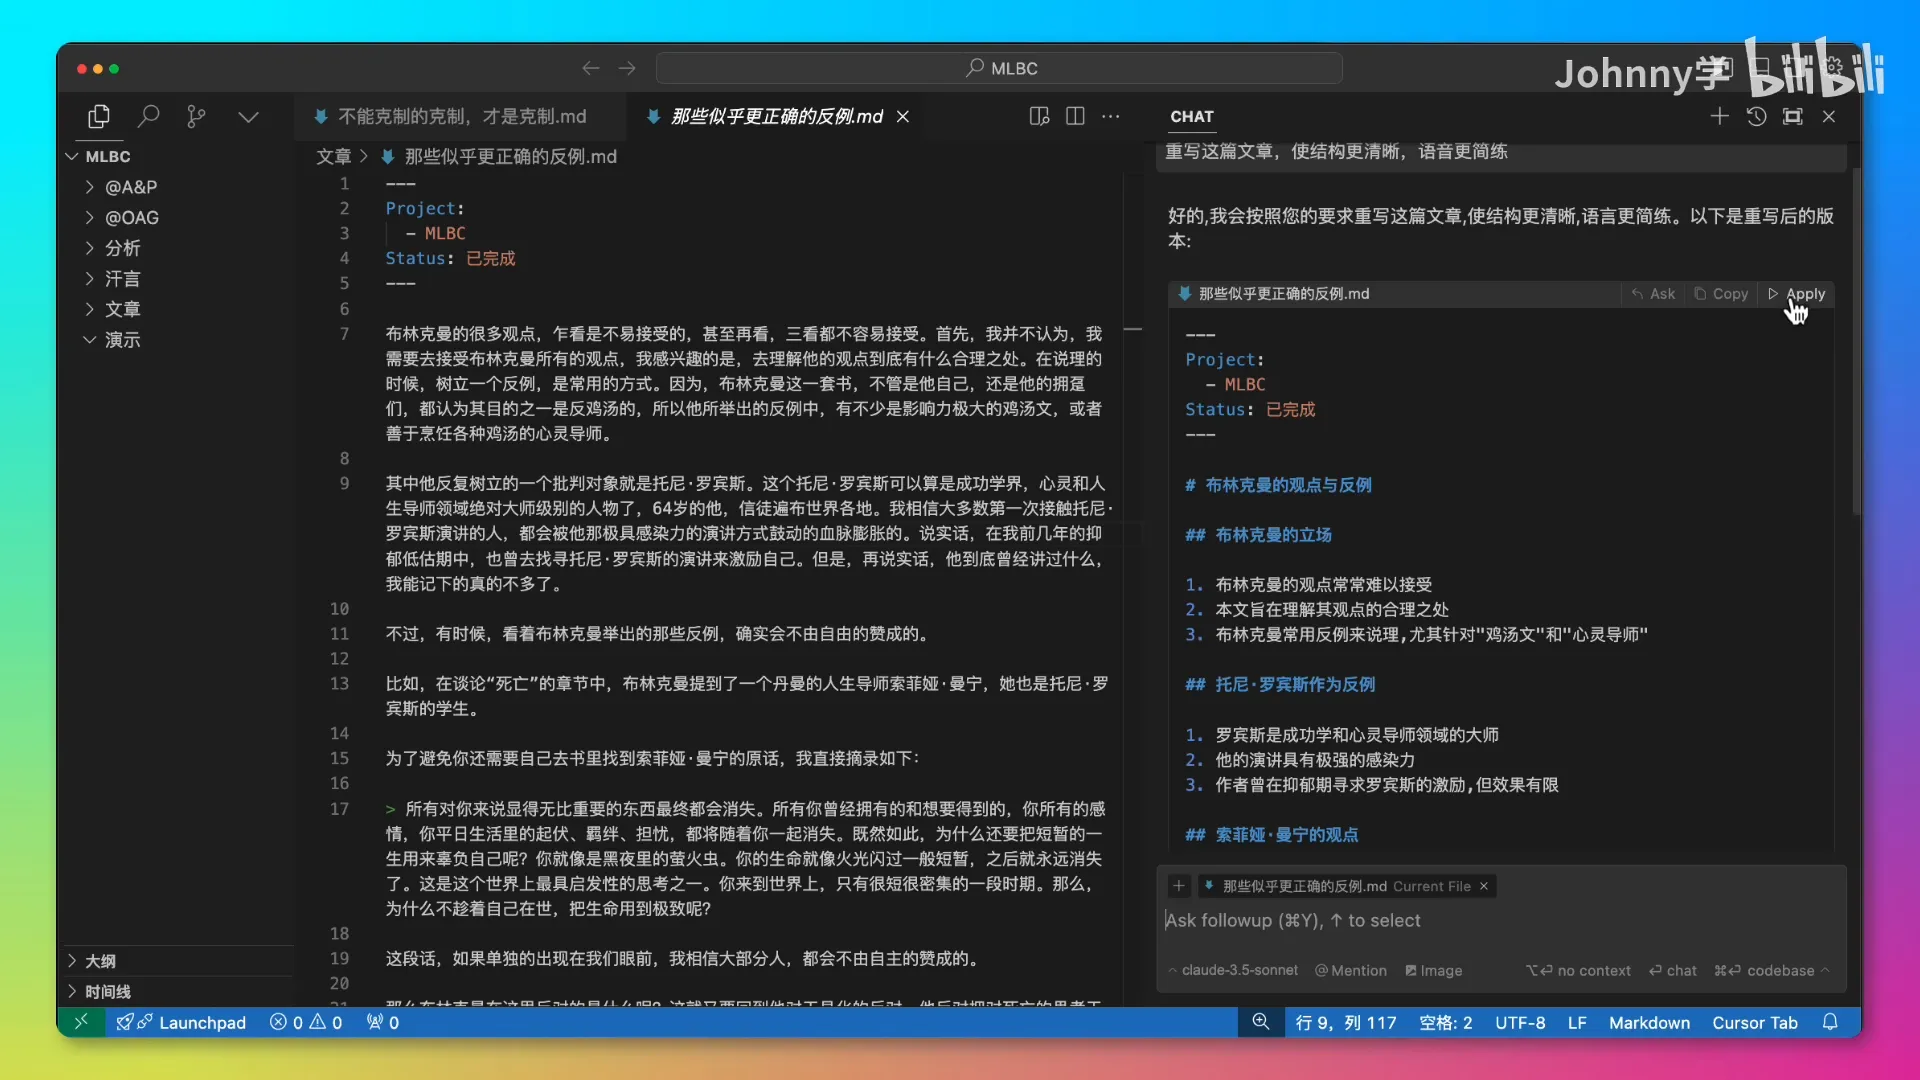 MLBC
Johnny学
bilibili
MLBC
@A&P
@OAG
分析
汗言
文章
演示
大纲
时间线
不能克制的克制，才是克制.md
那些似乎更正确的反例.md
文章 > 那些似乎更正确的反例.md
1 ---
2 Project:
3 - MLBC
4 Status: 已完成
5 ---
6
7 布林克曼的很多观点，乍看是不易接受的，甚至再看，三看都不容易接受。首先，我并不认为，我
需要去接受布林克曼所有的观点，我感兴趣的是，去理解他的观点到底有什么合理之处。在说理的
时候，树立一个反例，是常用的方式。因为，布林克曼这一套书，不管是他自己，还是他的拥趸
们，都认为其目的之一是反鸡汤的，所以他所举出的反例中，有不少是影响力极大的鸡汤文，或者
善于烹饪各种鸡汤的心灵导师。
8
9 其中他反复树立的一个批判对象就是托尼·罗宾斯。这个托尼·罗宾斯可以算是成功学界，心灵和人
生导师领域绝对大师级别的人物了，64岁的他，信徒遍布世界各地。我相信大多数第一次接触托尼·
罗宾斯演讲的人，都会被他那极具感染力的演讲方式鼓动的血脉膨胀的。说实话，在我前几年的抑
郁低估期中，也曾去找寻托尼·罗宾斯的演讲来激励自己。但是，再说实话，他到底曾经讲过什么，
我能记下的真的不多了。
10
11 不过，有时候，看着布林克曼举出的那些反例，确实会不由自由的赞成的。
12
13 比如，在谈论“死亡”的章节中，布林克曼提到了一个丹曼的人生导师索菲娅·曼宁，她也是托尼·罗
宾斯的学生。
14
15 为了避免你还需要自己去书里找到索菲娅·曼宁的原话，我直接摘录如下：
16
17 > 所有对你来说显得无比重要的东西最终都会消失。所有你曾经拥有的和想要得到的，你所有的感
情，你平日生活里的起伏、羁绊、担忧，都将随着你一起消失。既然如此，为什么还要把短暂的一
生用来辜负自己呢？你就像是黑夜里的萤火虫。你的生命就像火光闪过一般短暂，之后就永远消失
了。这是这个世界上最具启发性的思考之一。你来到世界上，只有很短很密集的一段时期。那么，
为什么不趁着自己在世，把生命用到极致呢？
18
19 这段话，如果单独的出现在我们眼前，我相信大部分人，都会不由自主的赞成的。
20
CHAT
重写这篇文章，使结构更清晰，语音更简练
好的,我会按照您的要求重写这篇文章,使结构更清晰,语言更简练。以下是重写后的版
本:
那些似乎更正确的反例.md Ask Copy Apply
---
Project:
- MLBC
Status: 已完成
---
# 布林克曼的观点与反例
## 布林克曼的立场
1. 布林克曼的观点常常难以接受
2. 本文旨在理解其观点的合理之处
3. 布林克曼常用反例来说理,尤其针对"鸡汤文"和"心灵导师"
## 托尼·罗宾斯作为反例
1. 罗宾斯是成功学和心灵导师领域的大师
2. 他的演讲具有极强的感染力
3. 作者曾在抑郁期寻求罗宾斯的激励,但效果有限
## 索菲娅·曼宁的观点
那些似乎更正确的反例.md Current File
Ask followup (⌘Y), ↑ to select
claude-3.5-sonnet @ Mention Image ⌥⏎ no context ⏎ chat ⌘⏎ codebase
Launchpad 0 0 0 行 9，列 117 空格: 2 UTF-8 LF Markdown Cursor Tab